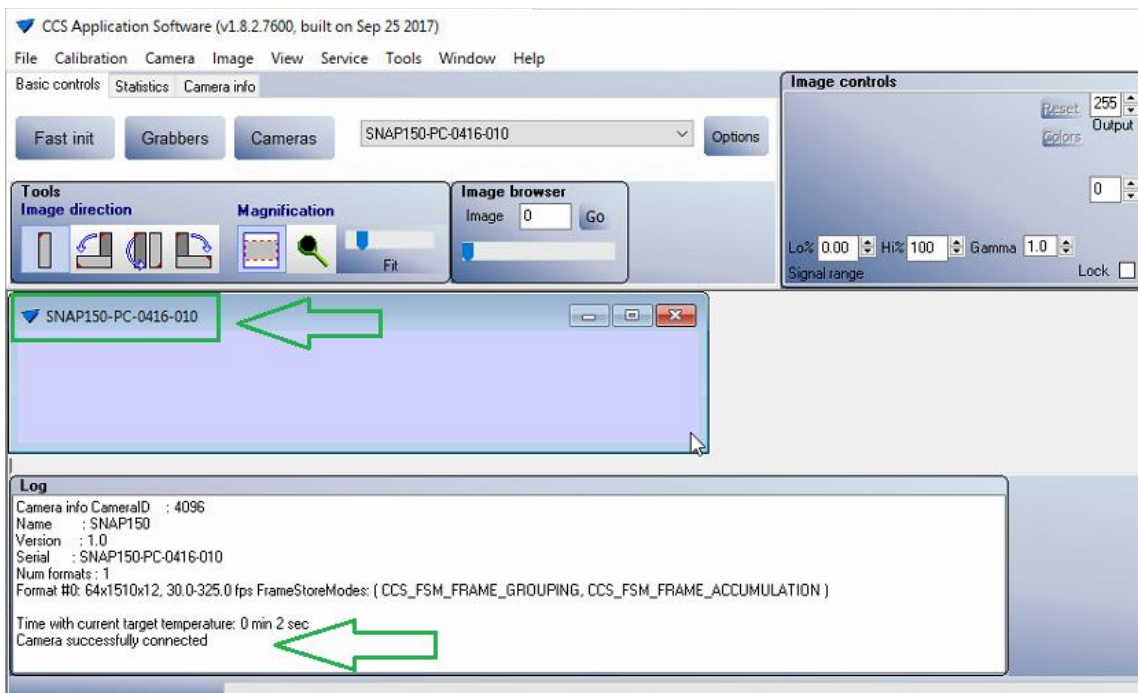 CCS Application Software (v1.8.2.7600, built on Sep 25 2017)
File Calibration Camera Image View Service Tools Window Help
Basic controls Statistics Camera info
Fast init Grabbers Cameras SNAP150-PC-0416-010 Options
Tools
Image direction Magnification
Fit
Image browser
Image 0 Go
Image controls
Reset 255
Colors Output
0
Lo% 0.00 Hi% 100 Gamma 1.0
Signal range Lock
SNAP150-PC-0416-010
Log
Camera info CameraID : 4096
Name : SNAP150
Version : 1.0
Serial : SNAP150-PC-0416-010
Num formats : 1
Format #0: 64x1510x12, 30.0-325.0 fps FrameStoreModes: ( CCS_FSM_FRAME_GROUPING, CCS_FSM_FRAME_ACCUMULATION )
Time with current target temperature: 0 min 2 sec
Camera successfully connected